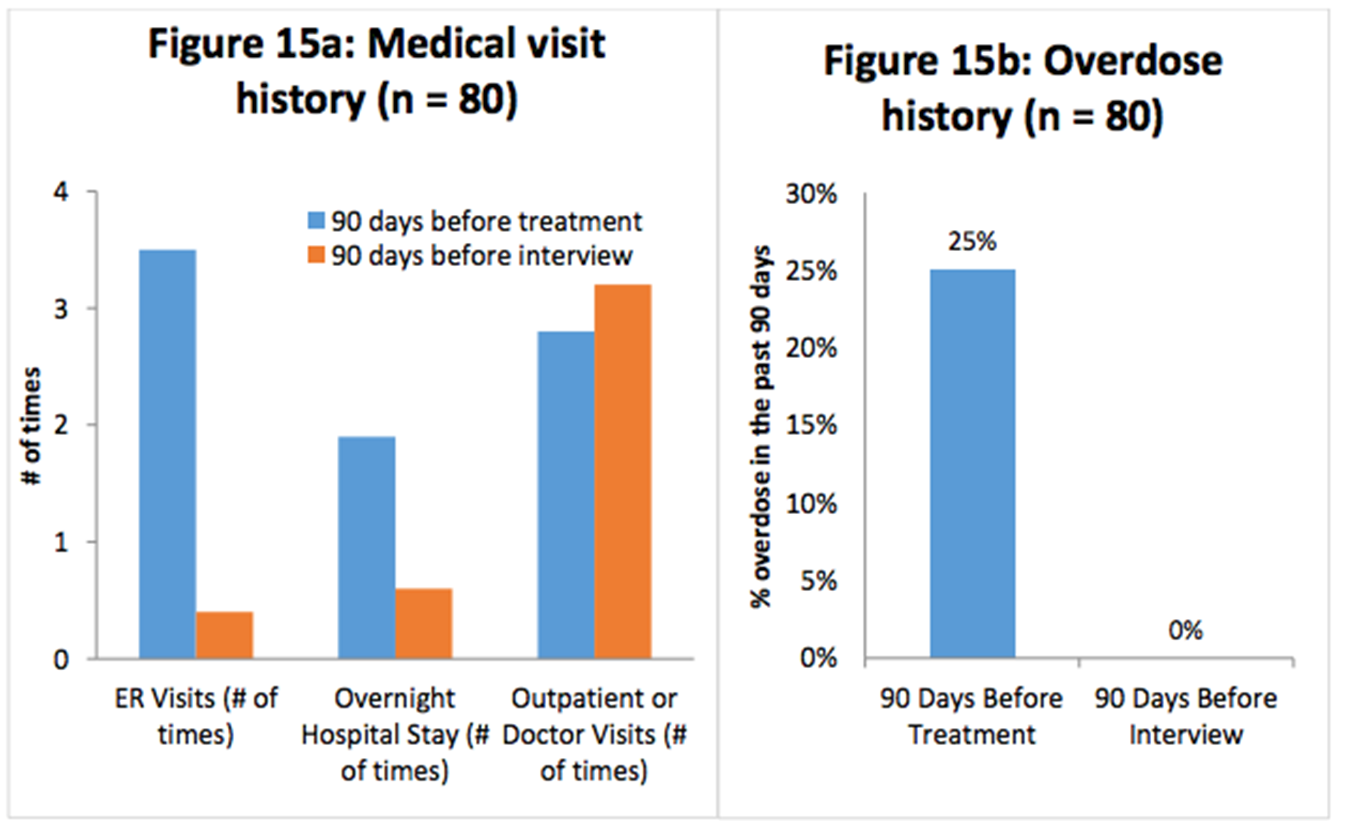 Figure 15a: Medical visit
history (n = 80)
4
3
2
1
0
# of times
90 days before treatment
90 days before interview
ER Visits (# of
times)
Overnight
Hospital Stay (#
of times)
Outpatient or
Doctor Visits (#
of times)
Figure 15b: Overdose
history (n = 80)
30%
25%
20%
15%
10%
5%
0%
% overdose in the past 90 days
25%
0%
90 Days Before
Treatment
90 Days Before
Interview